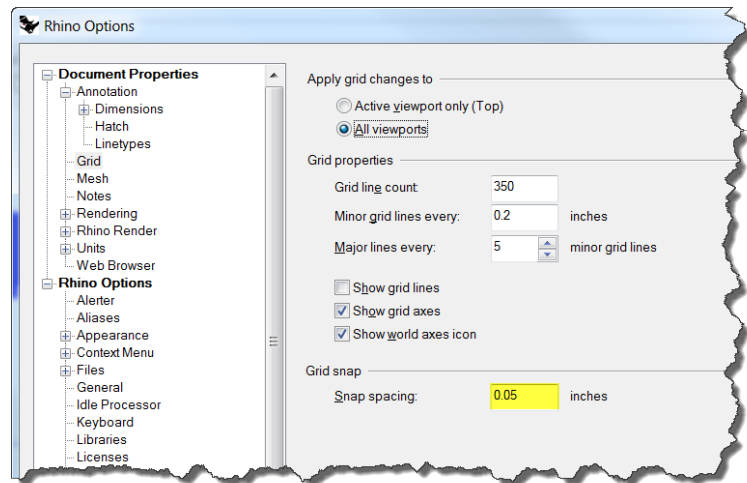 Rhino Options
Document Properties
Annotation
Dimensions
Hatch
Linetypes
Grid
Mesh
Notes
Rendering
Rhino Render
Units
Web Browser
Rhino Options
Alerter
Aliases
Appearance
Context Menu
Files
General
Idle Processor
Keyboard
Libraries
Licenses
Apply grid changes to
Active viewport only (Top)
All viewports
Grid properties
Grid line count: 350
Minor grid lines every: 0.2 inches
Major lines every: 5 minor grid lines
Show grid lines
Show grid axes
Show world axes icon
Grid snap
Snap spacing: 0.05 inches